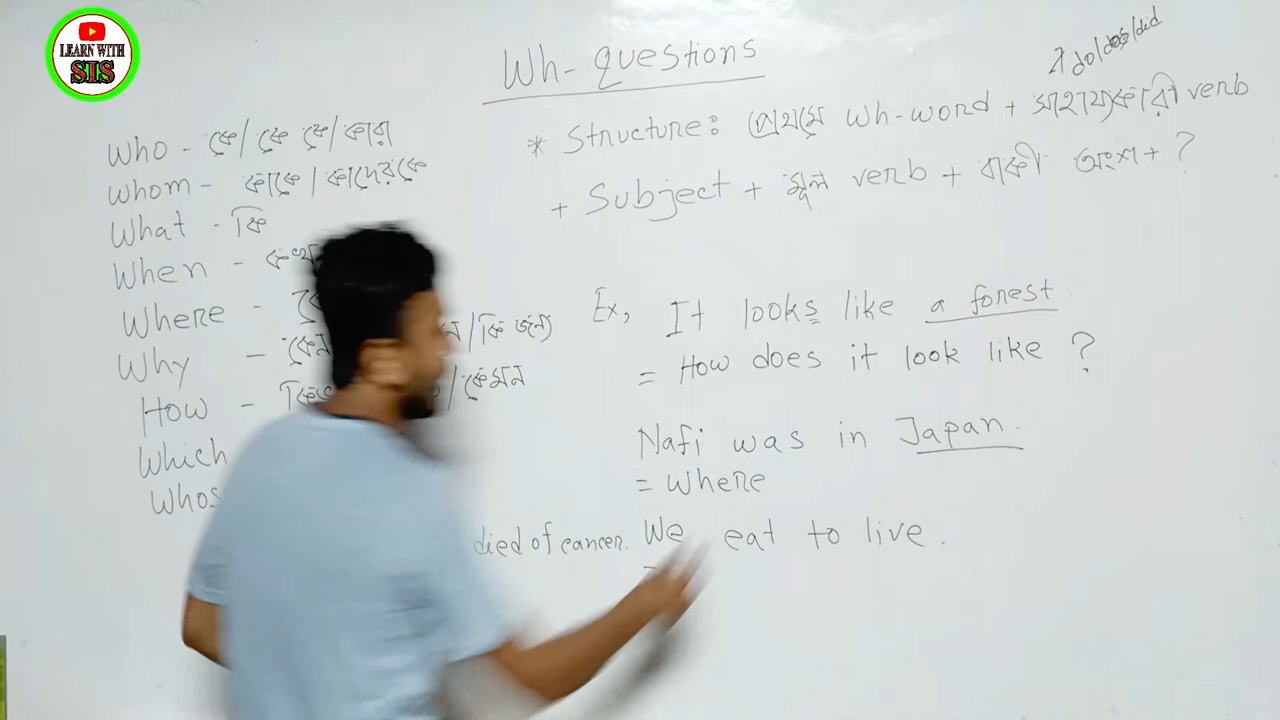 LEARN WITH
SIS
Wh- questions
do/does/did
* Structure: প্রথমে wh-word + সাহায্যকারী verb
+ Subject + মূল verb + বাকী অংশ + ?
Who - কে/ কে কে/কারা
Whom - কাকে/কাদেরকে
What - কি
When -
Where -
Why - /কি জন্য
How - /কেমন
Which
Ex, It looks like a forest
= How does it look like ?
Nafi was in Japan.
= Where
died of cancer.
We eat to live.